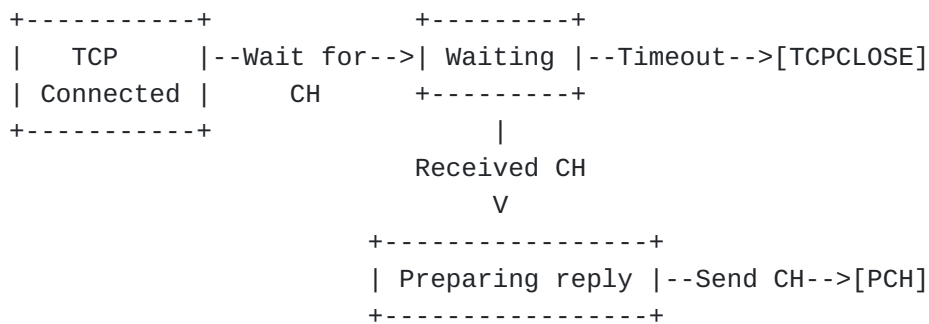 +-----------+             +---------+
|    TCP    |--Wait for-->| Waiting |--Timeout-->[TCPCLOSE]
| Connected |     CH      +---------+
+-----------+                  |
                          Received CH
                               V
                       +-----------------+
                       | Preparing reply |--Send CH-->[PCH]
                       +-----------------+